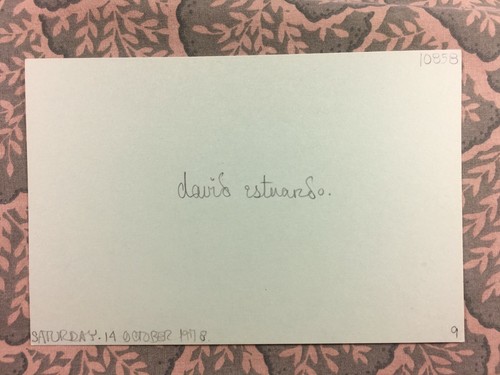 10858
david estuardo.
SATURDAY. 14 OCTOBER 1978
9